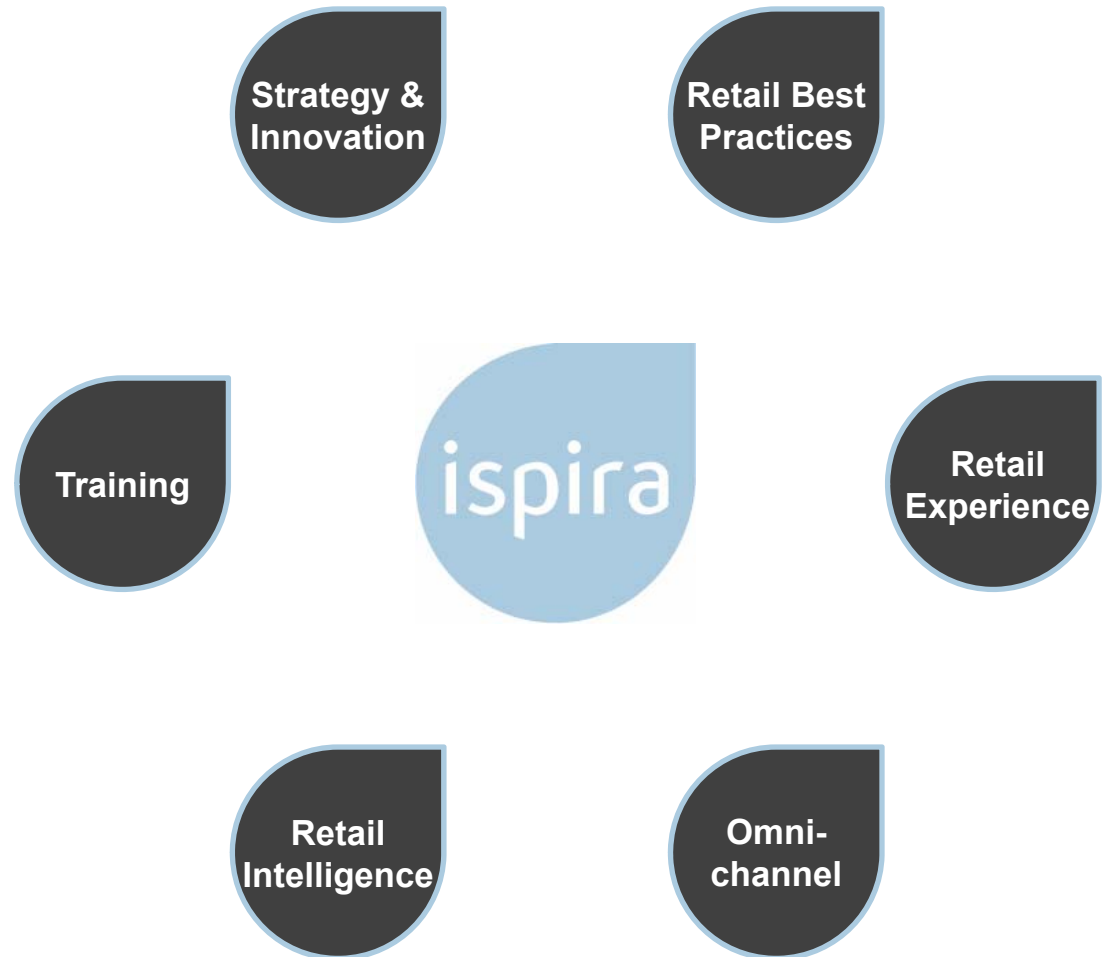 Strategy &
Innovation
Retail Best
Practices
Training
ispira
Retail
Experience
Retail
Intelligence
Omni-
channel